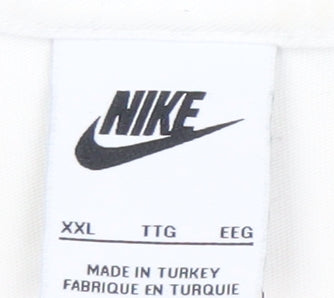 NIKE
XXL TTG EEG
MADE IN TURKEY
FABRIQUE EN TURQUIE